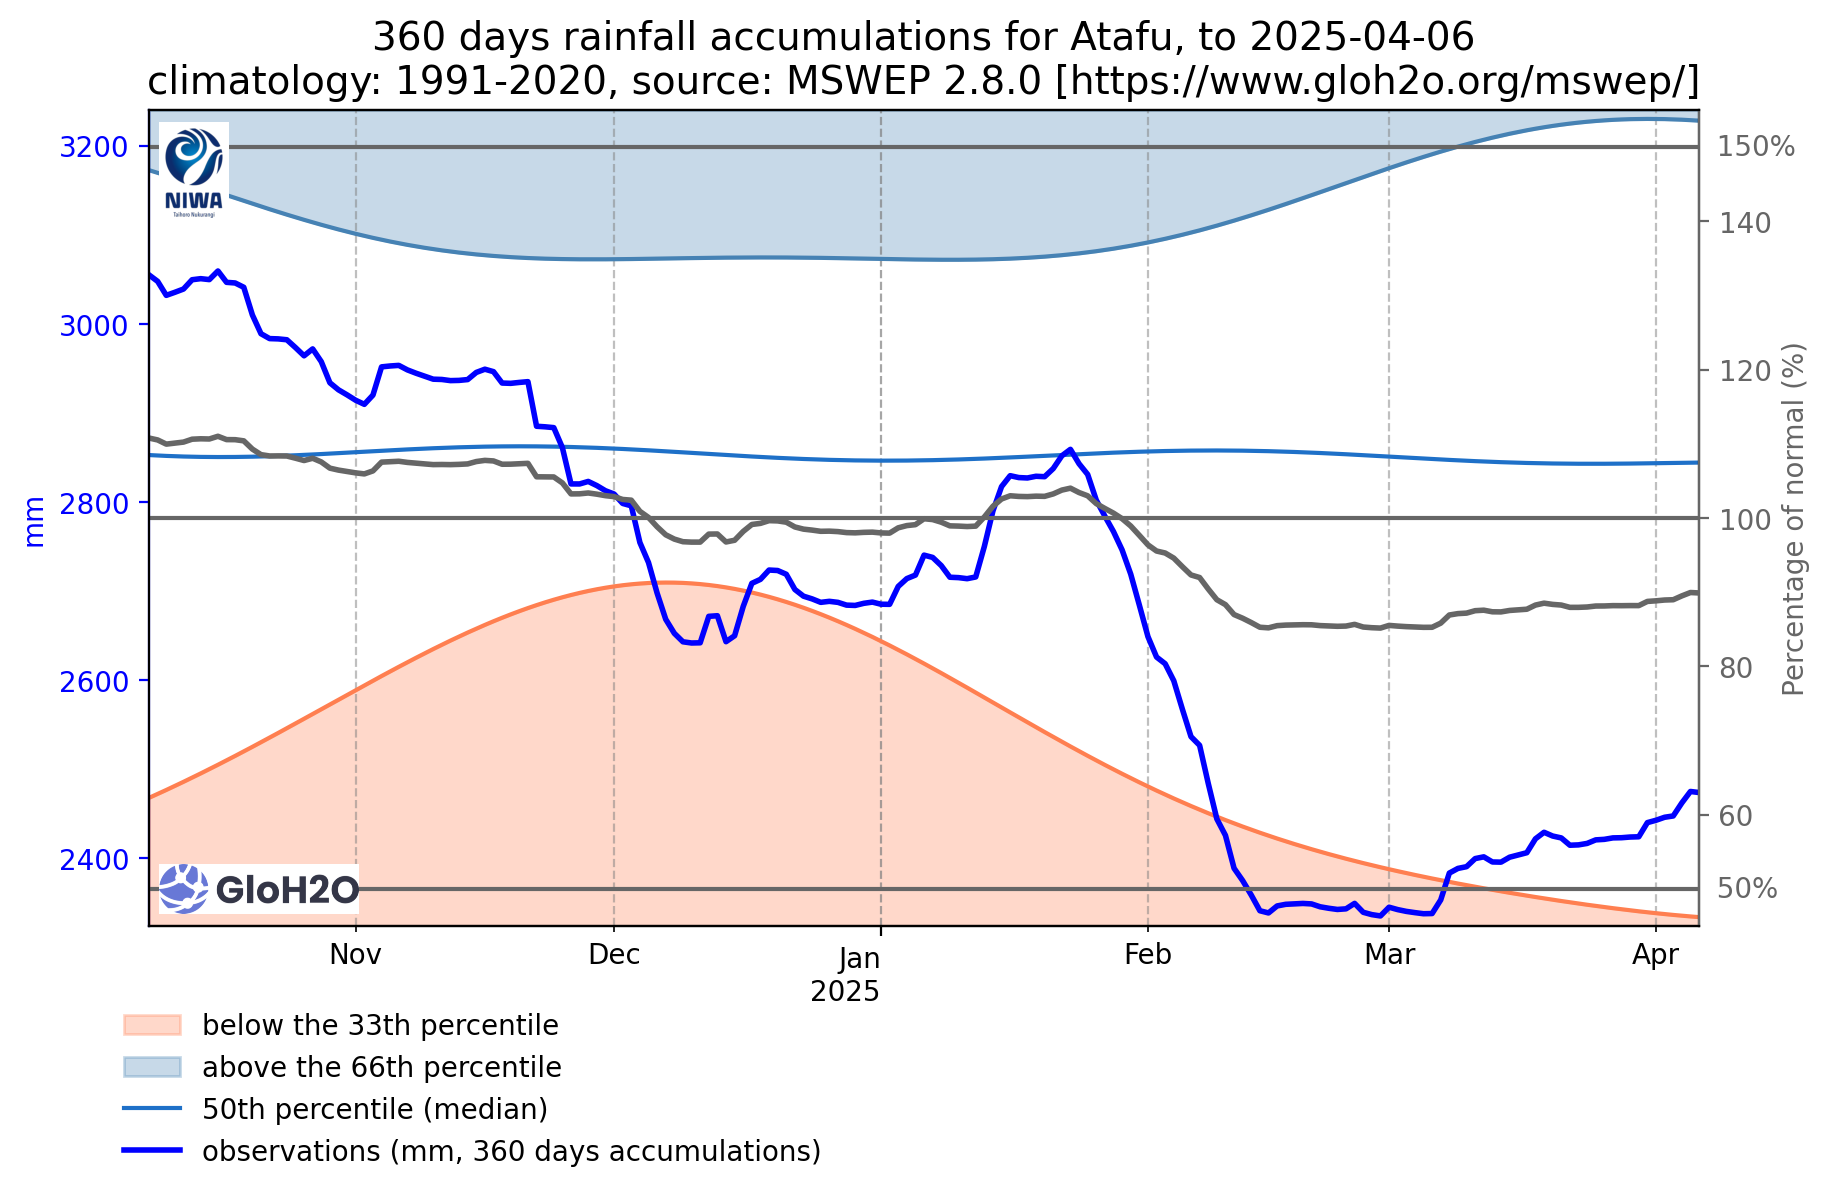 360 days rainfall accumulations for Atafu, to 2025-04-06
climatology: 1991-2020, source: MSWEP 2.8.0 [https://www.gloh2o.org/mswep/]
NIWA
Taihoro Nukurangi
3200
3000
2800
2600
2400
mm
150%
140
120
100
80
60
50%
Percentage of normal (%)
GloH2O
Nov
Dec
Jan
2025
Feb
Mar
Apr
below the 33th percentile
above the 66th percentile
50th percentile (median)
observations (mm, 360 days accumulations)